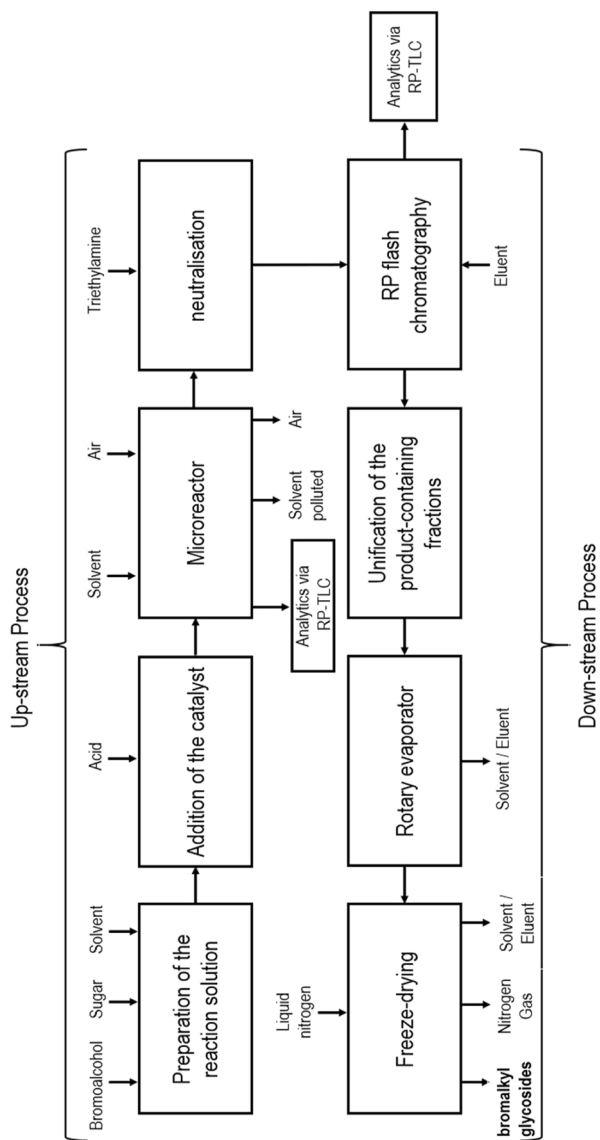 Up-stream Process
Bromoalcohol
Sugar
Solvent
Acid
Solvent
Air
Triethylamine
Preparation of the
reaction solution
Addition of the catalyst
Microreactor
neutralisation
Analytics via
RP-TLC
Solvent
polluted
Air
Liquid
nitrogen
Freeze-drying
Rotary evaporator
Unification of the
product-containing
fractions
RP flash
chromatography
Analytics via
RP-TLC
bromalkyl
glycosides
Nitrogen
Gas
Solvent /
Eluent
Solvent / Eluent
Eluent
Down-stream Process